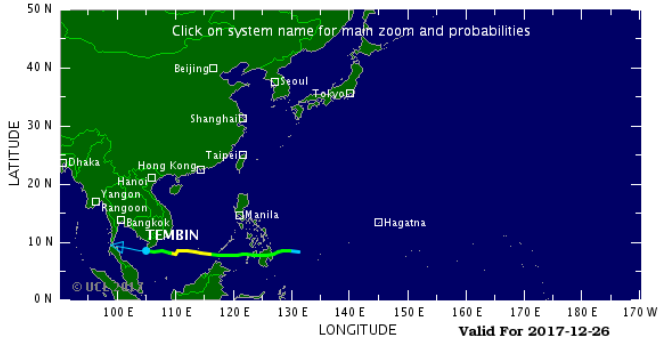 50 N
Click on system name for main zoom and probabilities
40 N
Beijing
Seoul
Tokyo
30 N
Shanghai
Taipei
Dhaka
Hong Kong
20 N
Hanoi
Yangon
Rangoon
Manila
Hagatna
Bangkok
TEMBIN
10 N
© UCL 2017
0 N
100 E
110 E
120 E
130 E
140 E
150 E
160 E
170 W
LATITUDE
LONGITUDE
Valid For 2017-12-26